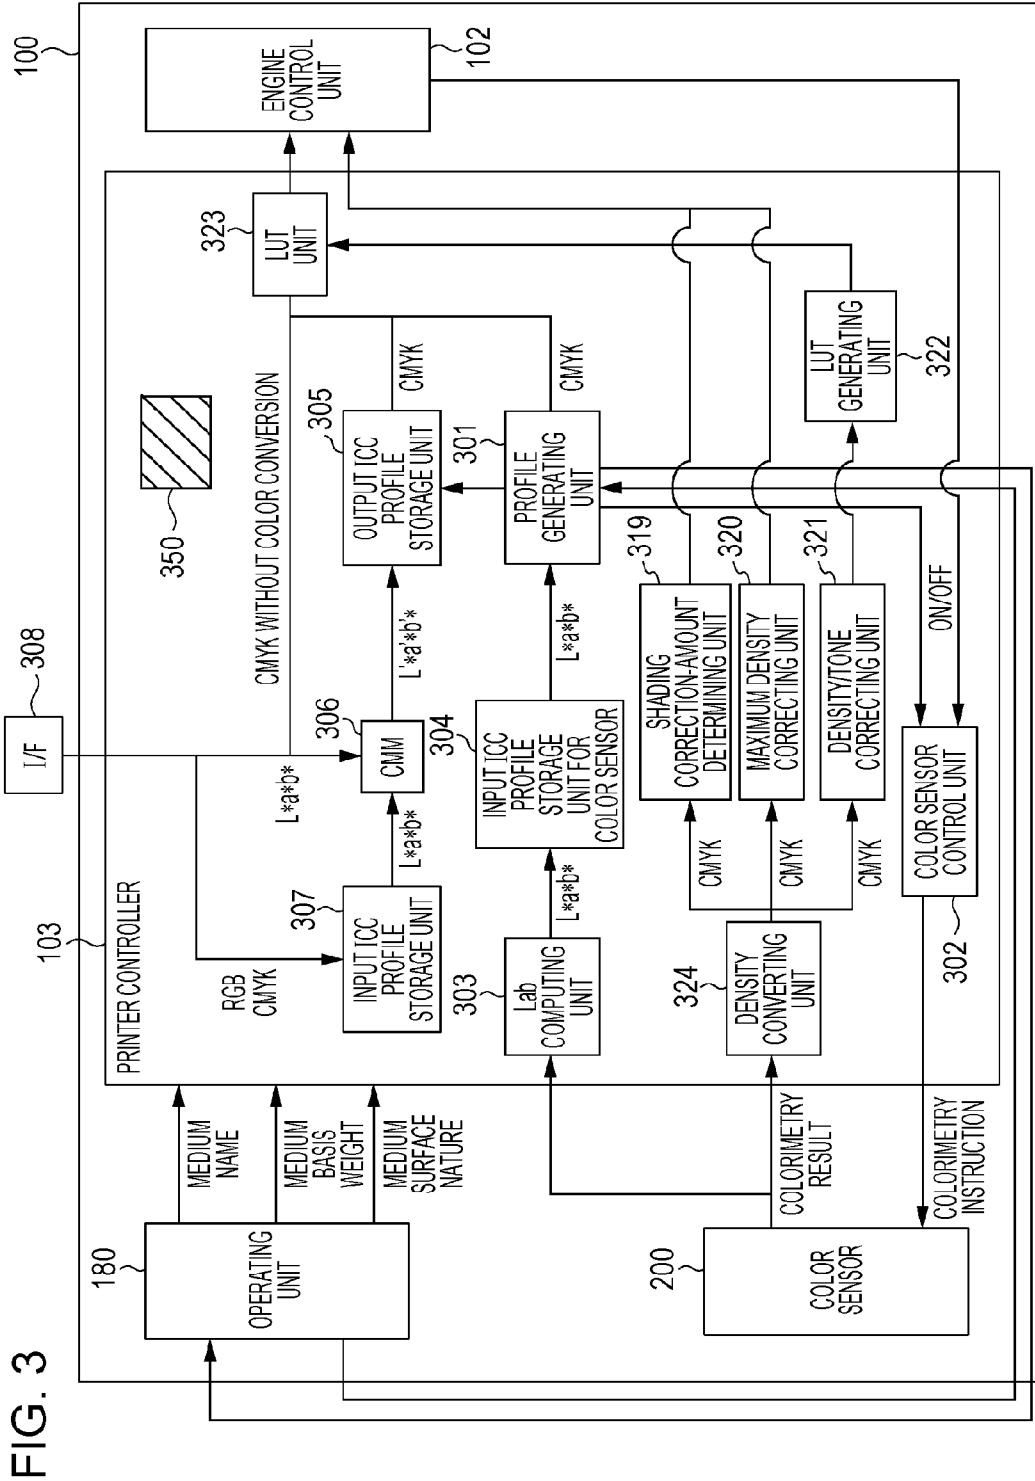 FIG. 3
100
I/F
308
103
PRINTER CONTROLLER
180
OPERATING
UNIT
MEDIUM
NAME
MEDIUM
BASIS
WEIGHT
MEDIUM
SURFACE
NATURE
RGB
CMYK
L*a*b*
CMYK WITHOUT COLOR CONVERSION
350
323
LUT
UNIT
ENGINE
CONTROL
UNIT
102
307
INPUT ICC
PROFILE
STORAGE UNIT
L*a*b*
306
CMM
L'*a'*b'*
305
OUTPUT ICC
PROFILE
STORAGE UNIT
CMYK
303
Lab
COMPUTING
UNIT
L*a*b*
304
INPUT ICC
PROFILE
STORAGE
UNIT FOR
COLOR SENSOR
L*a*b*
301
PROFILE
GENERATING
UNIT
CMYK
200
COLOR
SENSOR
COLORIMETRY
RESULT
324
DENSITY
CONVERTING
UNIT
CMYK
CMYK
CMYK
319
SHADING
CORRECTION-AMOUNT
DETERMINING UNIT
320
MAXIMUM DENSITY
CORRECTING UNIT
321
DENSITY/TONE
CORRECTING UNIT
LUT
GENERATING
UNIT
322
COLORIMETRY
INSTRUCTION
302
COLOR SENSOR
CONTROL UNIT
ON/OFF